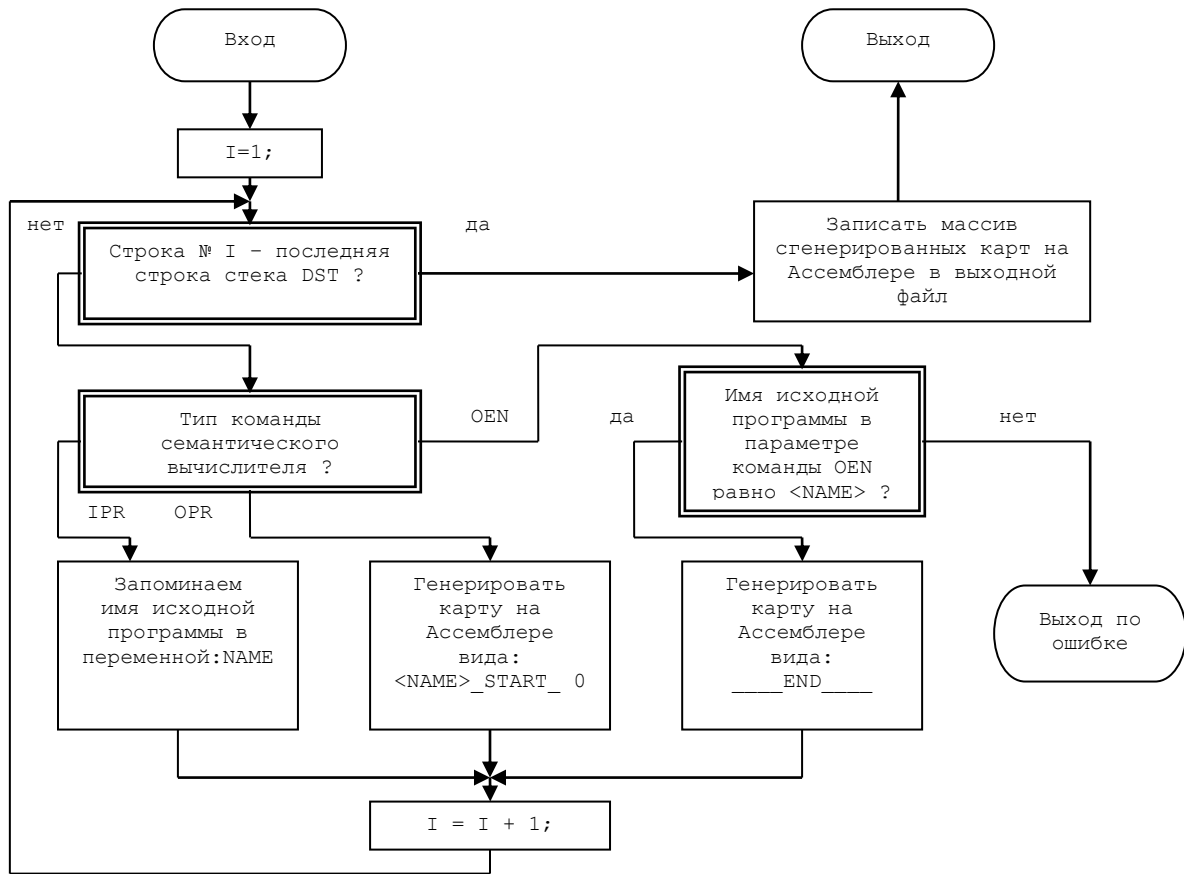 Вход
Выход
I=1;
нет
да
Строка № I – последняя
строка стека DST ?
Записать массив
сгенерированных карт на
Ассемблере в выходной
файл
Тип команды
семантического
вычислителя ?
OEN
да
Имя исходной
программы в
параметре
команды OEN
равно <NAME> ?
нет
IPR
OPR
Запоминаем
имя исходной
программы в
переменной:NAME
Генерировать
карту на
Ассемблере
вида:
<NAME>_START_ 0
Генерировать
карту на
Ассемблере
вида:
____END____
Выход по
ошибке
I = I + 1;